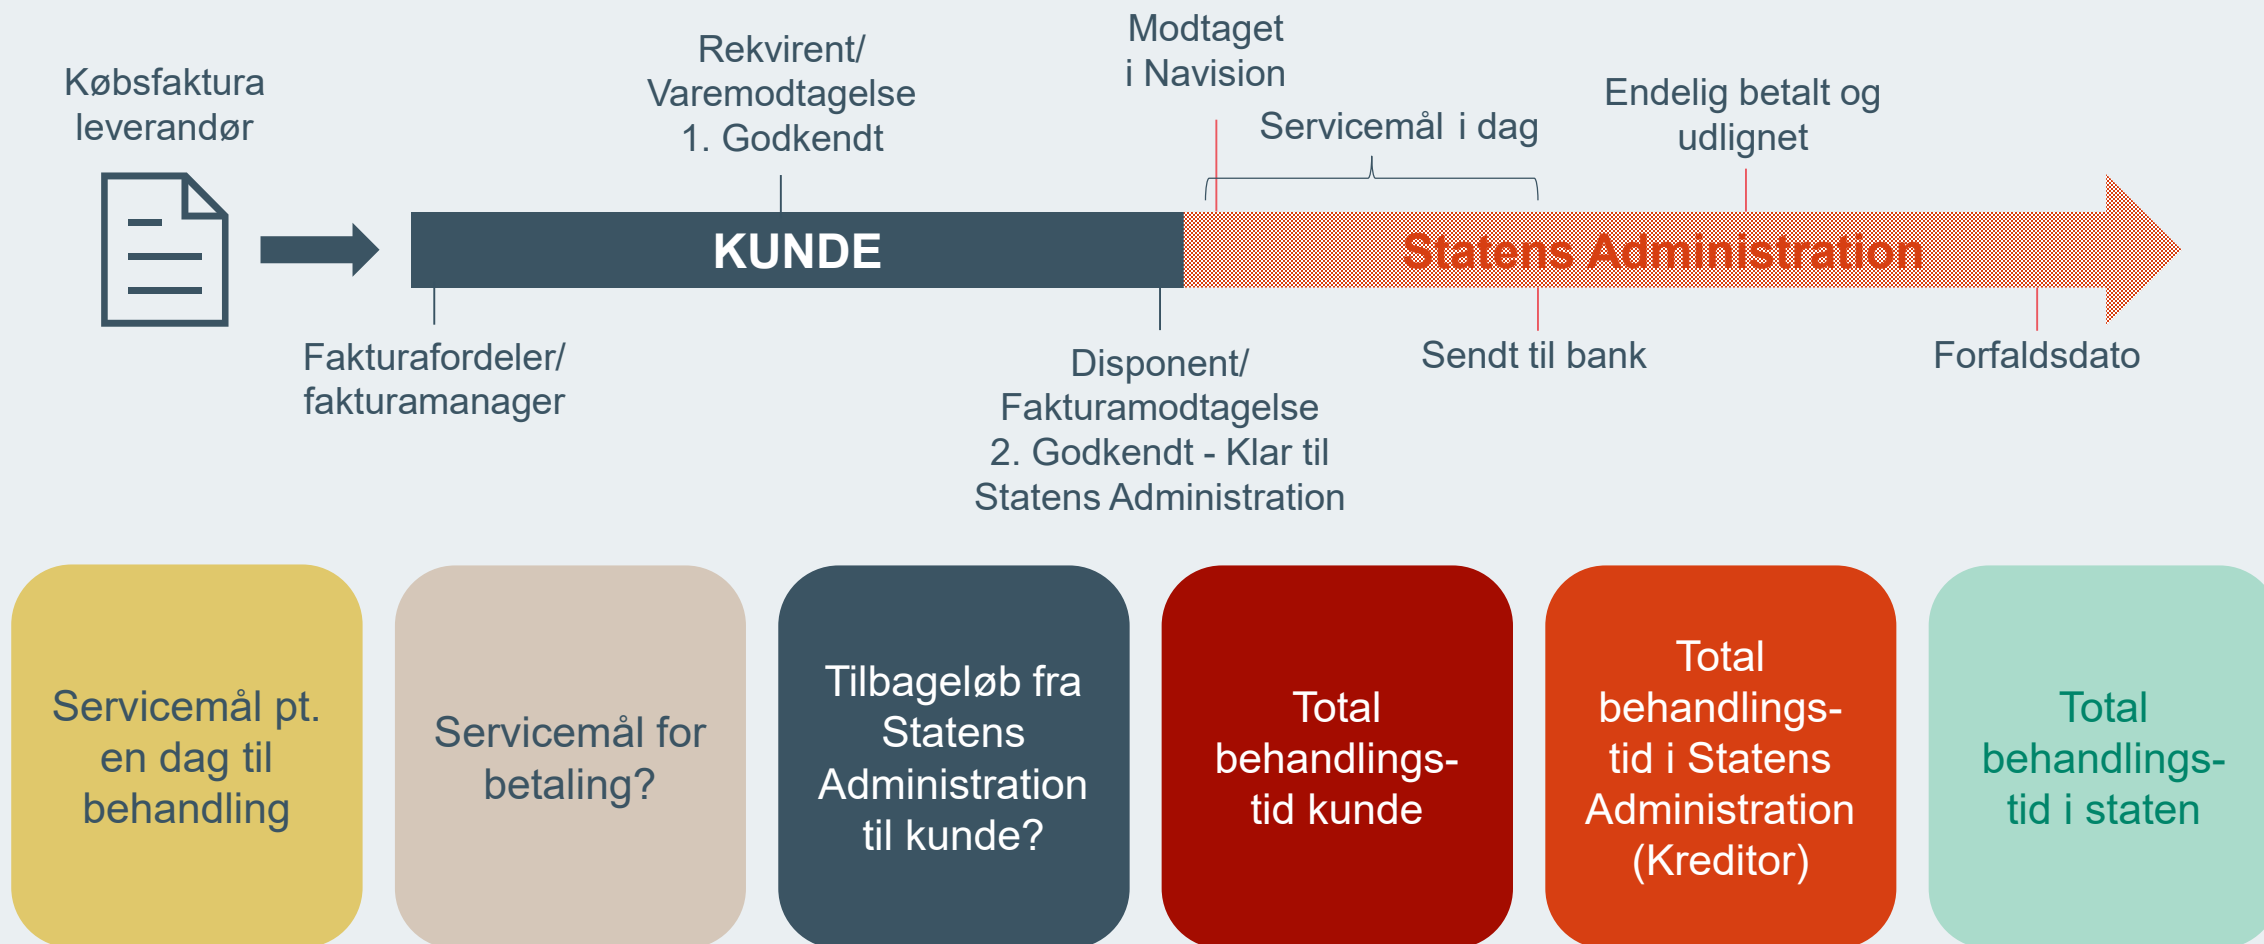 Købsfaktura
leverandør
Rekvirent/
Varemodtagelse
1. Godkendt
Modtaget
i Navision
Servicemål i dag
Endelig betalt og
udlignet
KUNDE
Statens Administration
Fakturafordeler/
fakturamanager
Disponent/
Fakturamodtagelse
2. Godkendt - Klar til
Statens Administration
Sendt til bank
Forfaldsdato
Servicemål pt.
en dag til
behandling
Servicemål for
betaling?
Tilbageløb fra
Statens
Administration
til kunde?
Total
behandlings-
tid kunde
Total
behandlings-
tid i Statens
Administration
(Kreditor)
Total
behandlings-
tid i staten